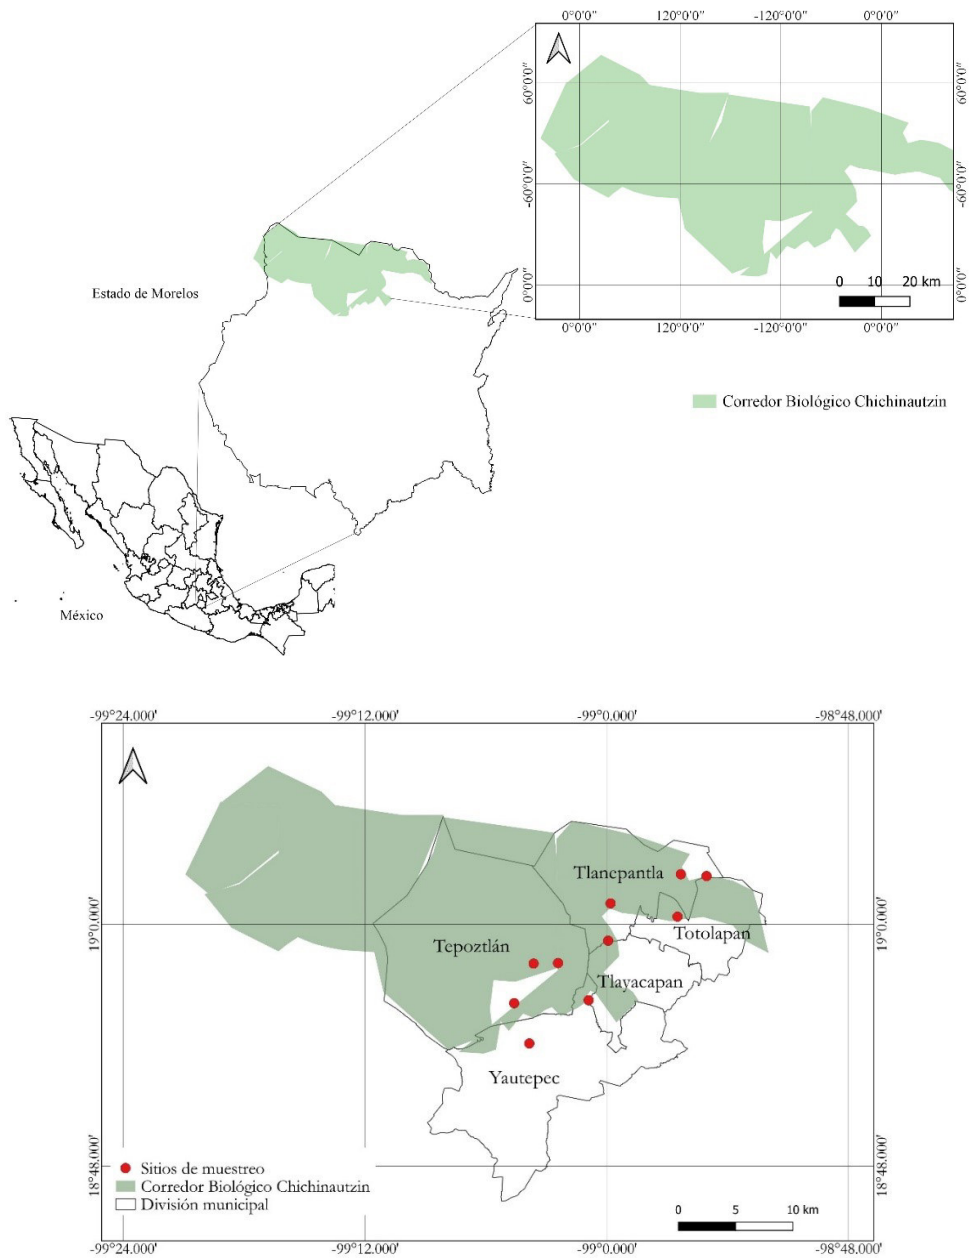 0°0'0" 120°0'0" -120°0'0" 0°0'0"
60°0'0" 60°0'0"
-60°0'0" -60°0'0"
0°0'0" 0°0'0"
0 10 20 km
0°0'0" 120°0'0" -120°0'0" 0°0'0"
Estado de Morelos
Corredor Biológico Chichinautzin
México
-99°24.000' -99°12.000' -99°0.000' -98°48.000'
Tlanepantla
19°0.000' 19°0.000'
Totolapan
Tepoztlán
Tlayacapan
Yautepec
18°48.000' 18°48.000'
Sitios de muestreo
Corredor Biológico Chichinautzin
División municipal
0 5 10 km
-99°24.000' -99°12.000' -99°0.000' -98°48.000'